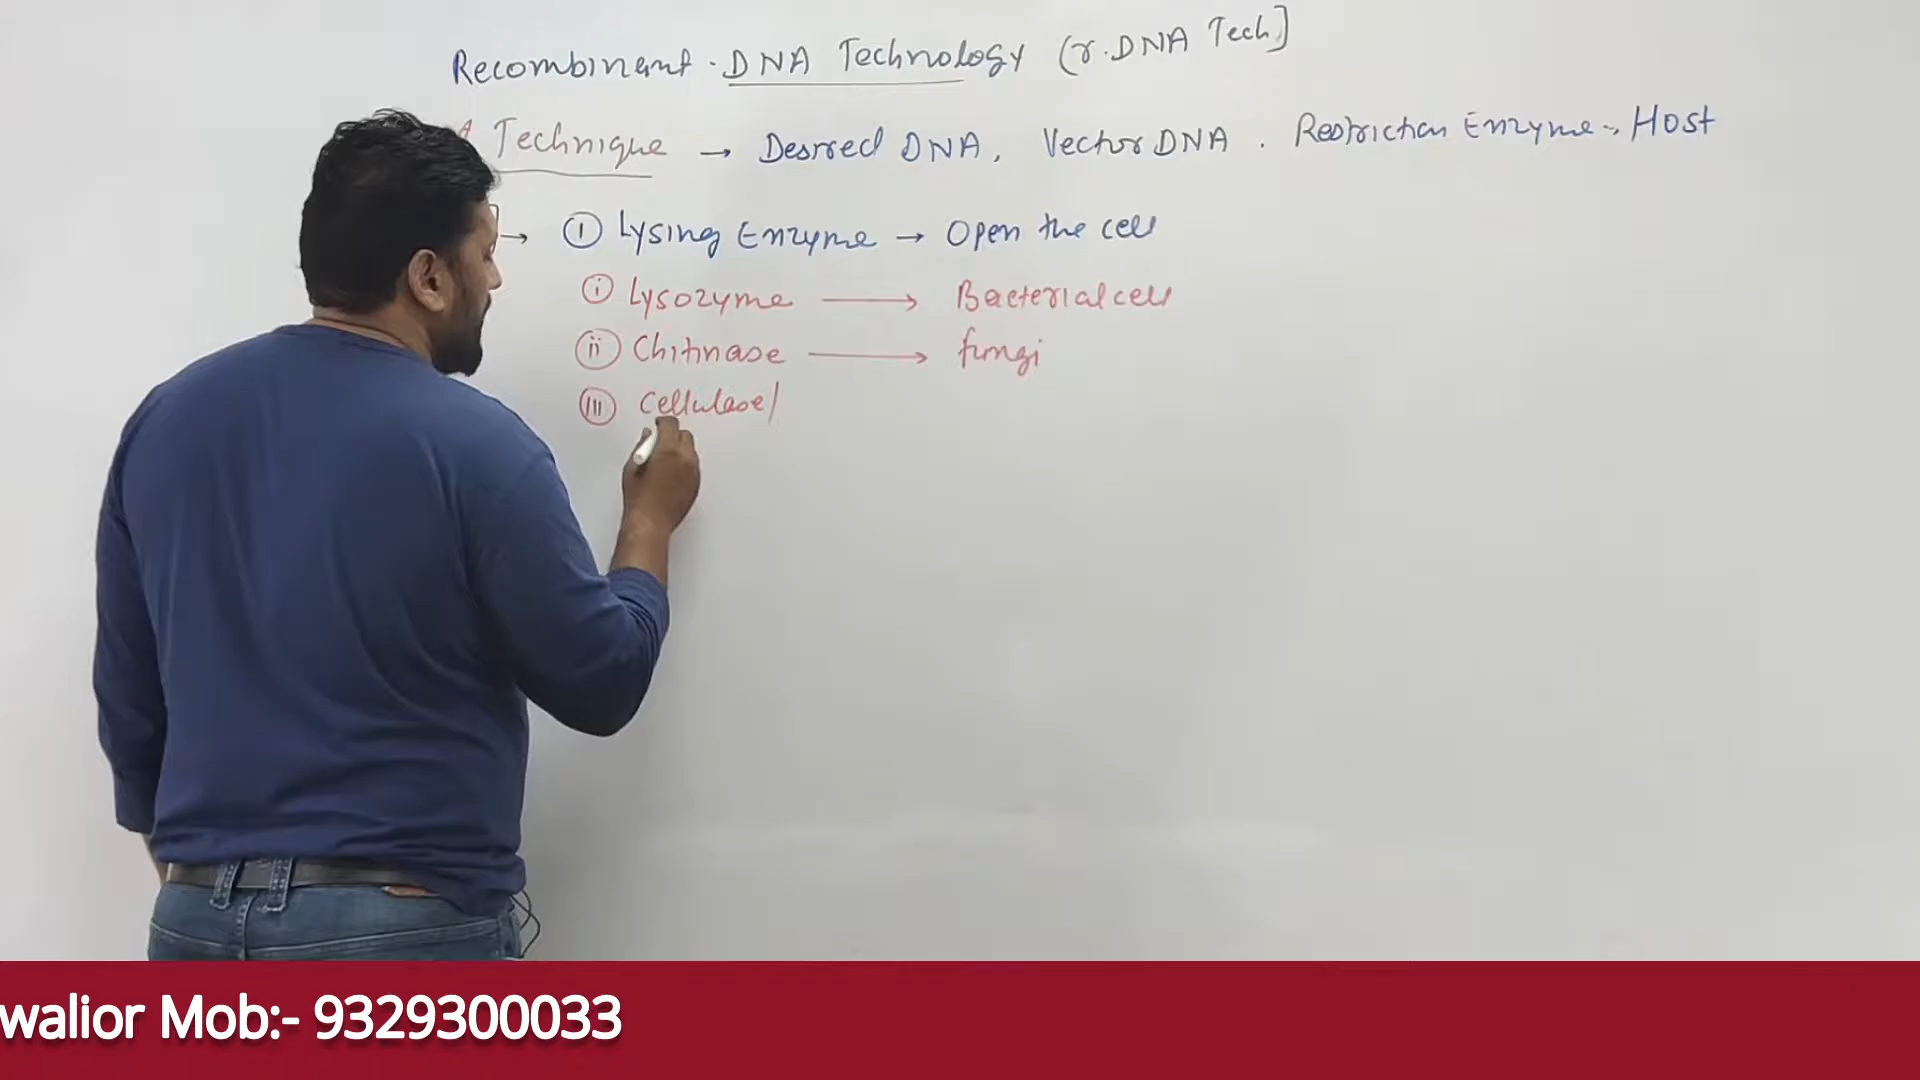 Recombinant DNA Technology (r.DNA Tech]
Technique → Desired DNA, Vector DNA. Restriction Enzyme, Host
→ ① Lysing Enzyme → Open the cell
ⓘ Lysozyme → Bacterial cell
ⓘⓘ Chitinase → fungi
ⓘⓘⓘ Cellulase/
walior Mob:- 9329300033